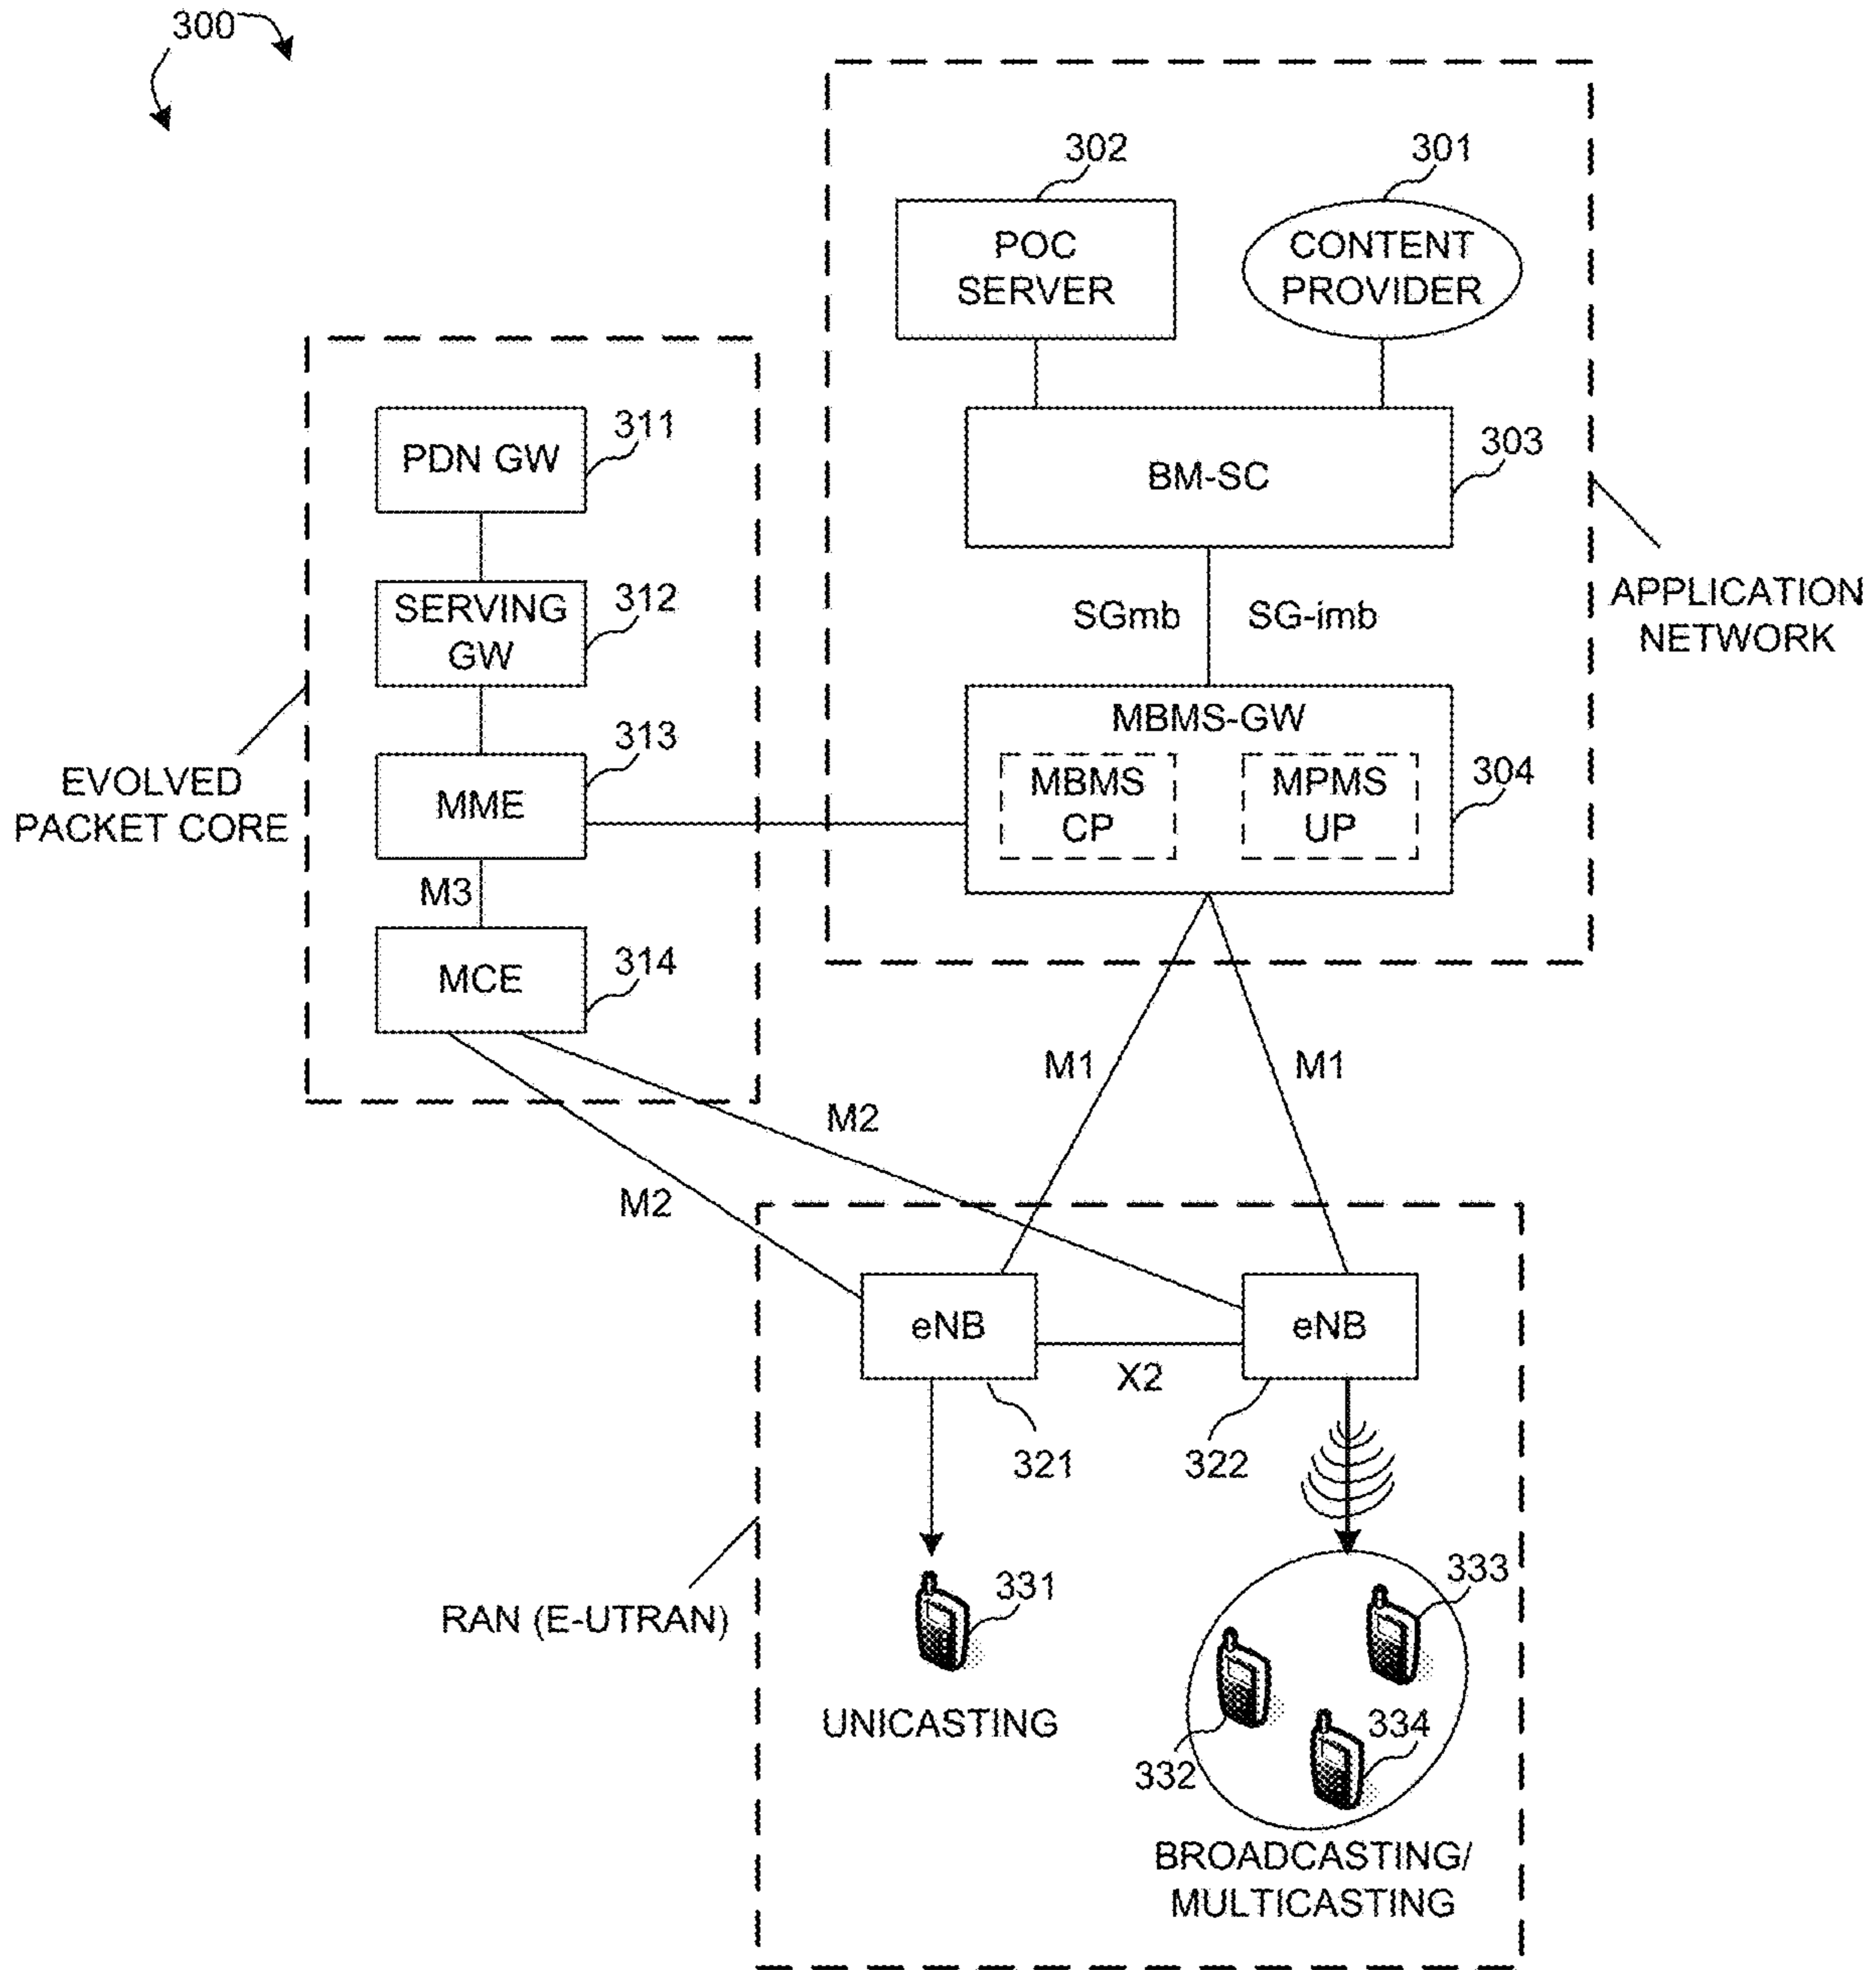 300
302
301
POC
SERVER
CONTENT
PROVIDER
311
PDN GW
303
BM-SC
312
SERVING
GW
SGmb
SG-imb
APPLICATION
NETWORK
313
MME
MBMS-GW
MBMS
CP
MPMS
UP
304
EVOLVED
PACKET CORE
M3
314
MCE
M1
M1
M2
M2
eNB
eNB
X2
321
322
331
333
RAN (E-UTRAN)
UNICASTING
332
334
BROADCASTING/
MULTICASTING